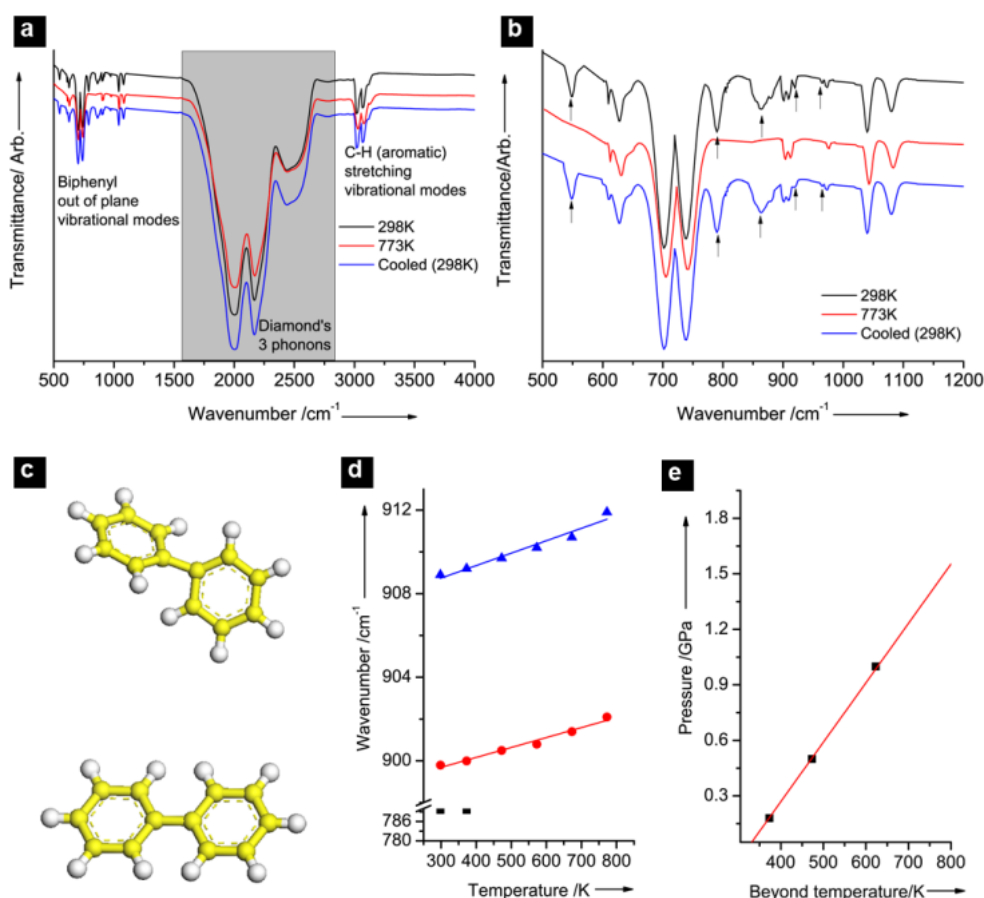 a
Transmittance/ Arb.
Biphenyl
out of plane
vibrational modes
C-H (aromatic)
stretching
vibrational modes
298K
773K
Cooled (298K)
Diamond's
3 phonons
500 1000 1500 2000 2500 3000 3500 4000
Wavenumber /cm⁻¹
b
Transmittance/Arb.
298K
773K
Cooled (298K)
500 600 700 800 900 1000 1100 1200
Wavenumber /cm⁻¹
c
d
Wavenumber /cm⁻¹
912
908
904
900
786
780
300 400 500 600 700 800
Temperature /K
e
Pressure /GPa
1.8
1.5
1.2
0.9
0.6
0.3
400 500 600 700 800
Beyond temperature/K